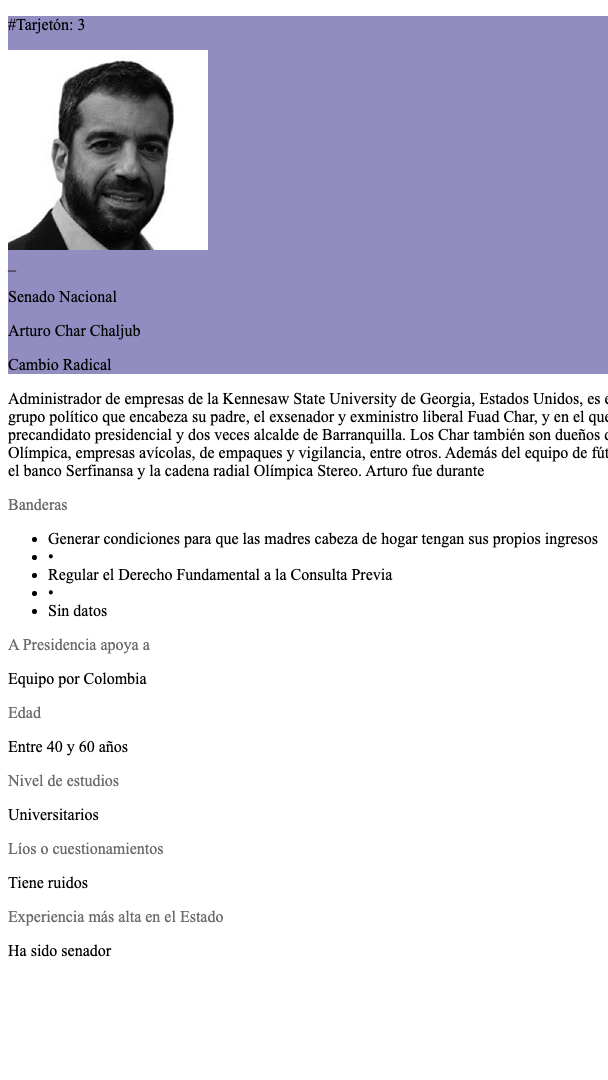 #Tarjetón: 3
_
Senado Nacional
Arturo Char Chaljub
Cambio Radical
Administrador de empresas de la Kennesaw State University de Georgia, Estados Unidos, es
grupo político que encabeza su padre, el exsenador y exministro liberal Fuad Char, y en el que
precandidato presidencial y dos veces alcalde de Barranquilla. Los Char también son dueños
Olímpica, empresas avícolas, de empaques y vigilancia, entre otros. Además del equipo de
el banco Serfinansa y la cadena radial Olímpica Stereo. Arturo fue durante
Banderas
• Generar condiciones para que las madres cabeza de hogar tengan sus propios ingresos
• •
• Regular el Derecho Fundamental a la Consulta Previa
• •
• Sin datos
A Presidencia apoya a
Equipo por Colombia
Edad
Entre 40 y 60 años
Nivel de estudios
Universitarios
Líos o cuestionamientos
Tiene ruidos
Experiencia más alta en el Estado
Ha sido senador